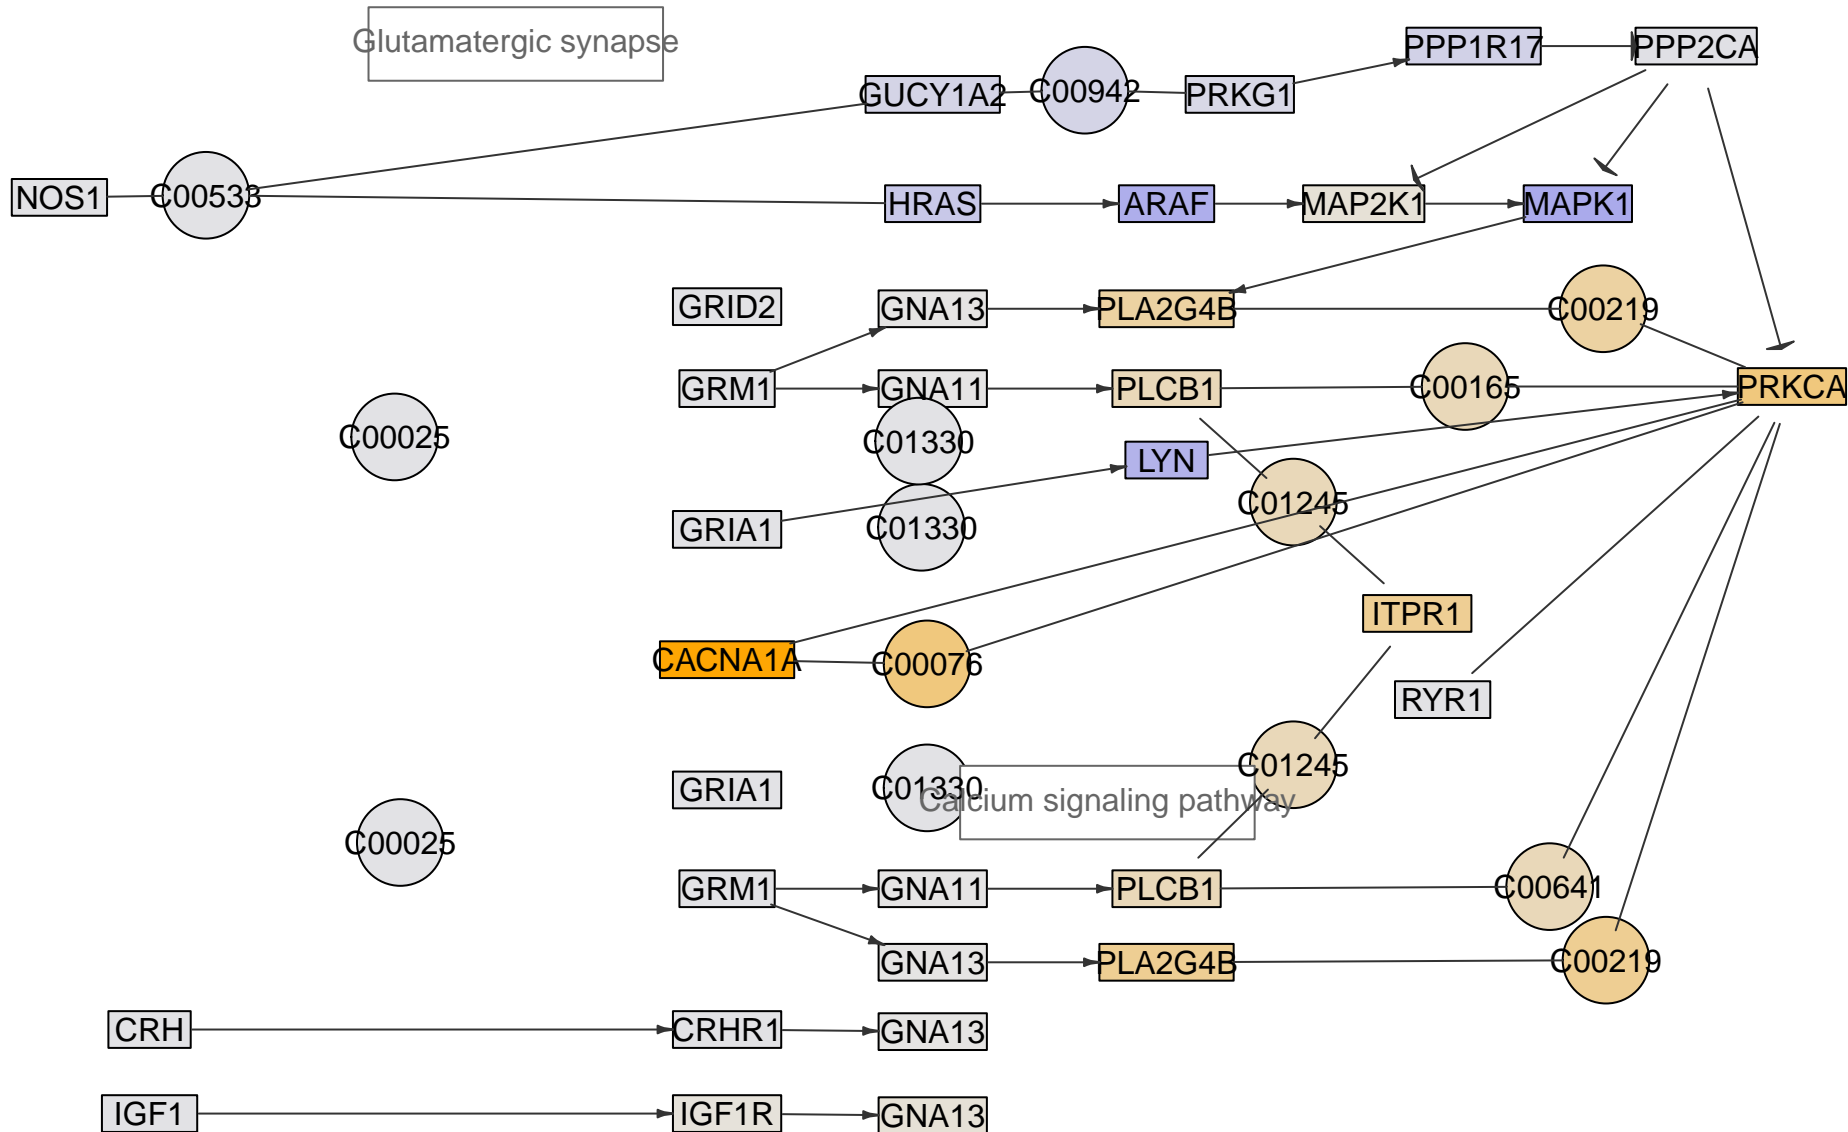 Glutamatergic synapse
PPP1R17
PPP2CA
GUCY1A2
C00942
PRKG1
NOS1
C00533
HRAS
ARAF
MAP2K1
MAPK1
GRID2
GNA13
PLA2G4B
C00219
GRM1
GNA11
PLCB1
C00165
PRKCA
C00025
C01330
LYN
C01245
GRIA1
C01330
ITPR1
CACNA1A
C00076
RYR1
C01245
GRIA1
C01330
Calcium signaling pathway
C00025
GRM1
GNA11
PLCB1
C00641
GNA13
PLA2G4B
C00219
CRH
CRHR1
GNA13
IGF1
IGF1R
GNA13